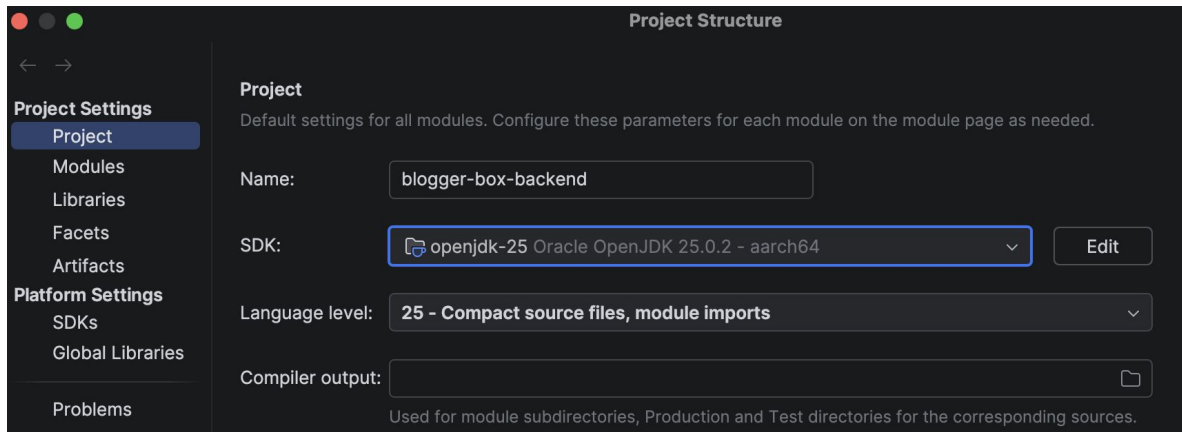 Project Structure
Project Settings
Project
Modules
Libraries
Facets
Artifacts
Platform Settings
SDKs
Global Libraries
Problems
Project
Default settings for all modules. Configure these parameters for each module on the module page as needed.
Name: blogger-box-backend
SDK: openjdk-25 Oracle OpenJDK 25.0.2 - aarch64 Edit
Language level: 25 - Compact source files, module imports
Compiler output:
Used for module subdirectories, Production and Test directories for the corresponding sources.